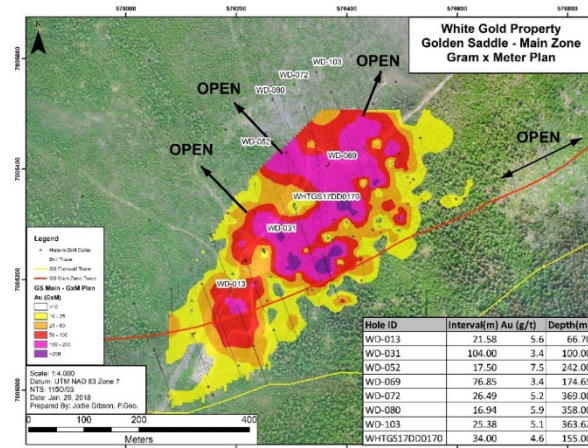 576000
576200
576400
576600
576800
White Gold Property
Golden Saddle - Main Zone
Gram x Meter Plan
N
WD-103
WD-072
WD-080
OPEN
OPEN
OPEN
OPEN
WD-052
WD-069
WHTGS17DD0170
WD-031
WD-013
Legend
Historic Drill Collar
Drill Trace
GS Footwall Trace
GS Main Zone Trace
GS Main - GxM Plan
Au (GxM)
<10
10 - 25
25 - 50
50 - 100
100 - 200
>200
Scale: 1:4,000
Datum: UTM NAD 83 Zone 7
NTS: 115O/03
Date: Jan. 29, 2018
Prepared By: Jodie Gibson, P.Geo.
0 100 200 400
Meters
Hole ID Interval(m) Au (g/t) Depth(m)
WD-013 21.58 5.6 66.70
WD-031 104.00 3.4 100.00
WD-052 17.50 7.5 242.00
WD-069 76.85 3.4 174.65
WD-072 26.49 5.2 369.00
WD-080 16.94 5.9 358.05
WD-103 25.38 5.1 363.92
WHTGS17DD0170 34.03 4.6 155.65